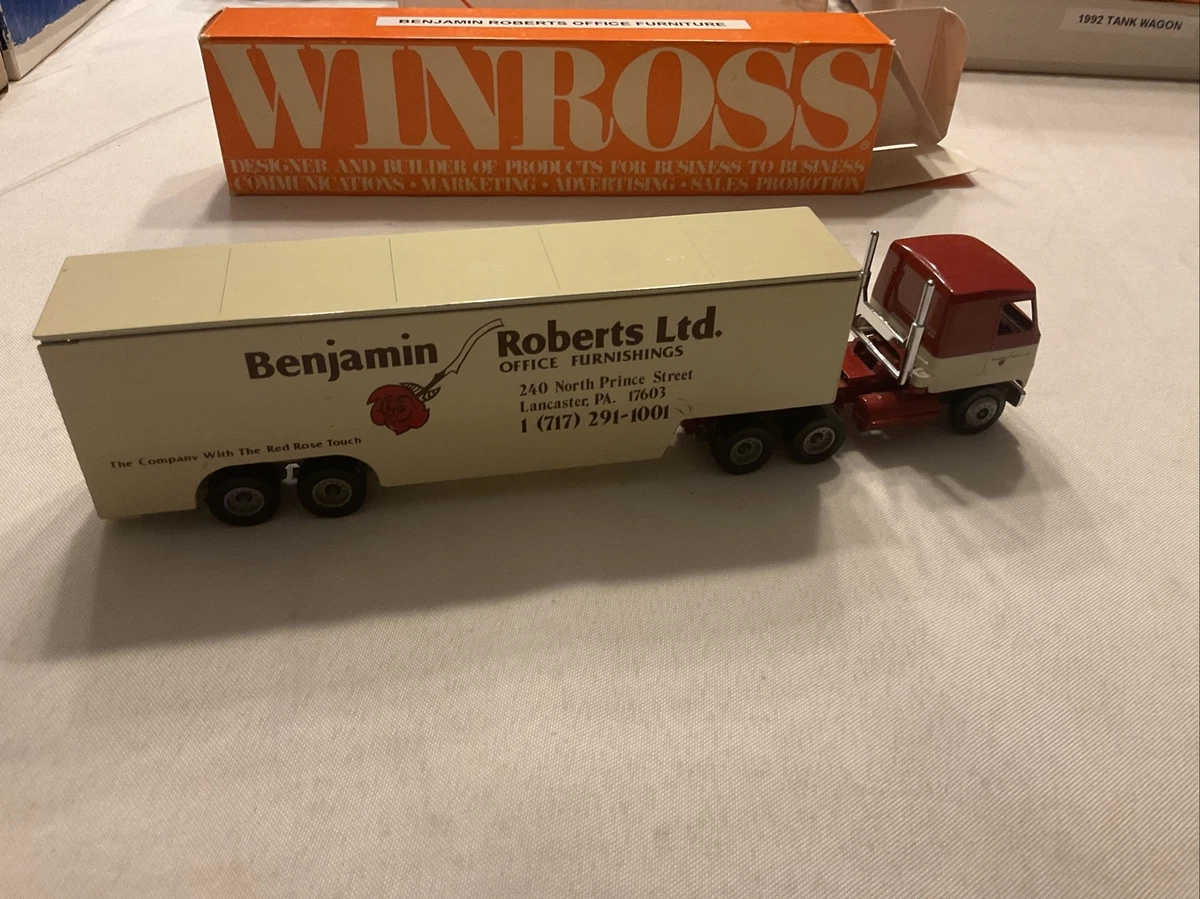 BENJAMIN ROBERTS OFFICE FURNITURE
WINROSS
DESIGNER AND BUILDER OF PRODUCTS FOR BUSINESS TO BUSINESS
COMMUNICATIONS • MARKETING • ADVERTISING • SALES PROMOTION
1992 TANK WAGON
Benjamin Roberts Ltd.
OFFICE FURNISHINGS
240 North Prince Street
Lancaster, PA. 17603
1 (717) 291-1001
The Company With The Red Rose Touch